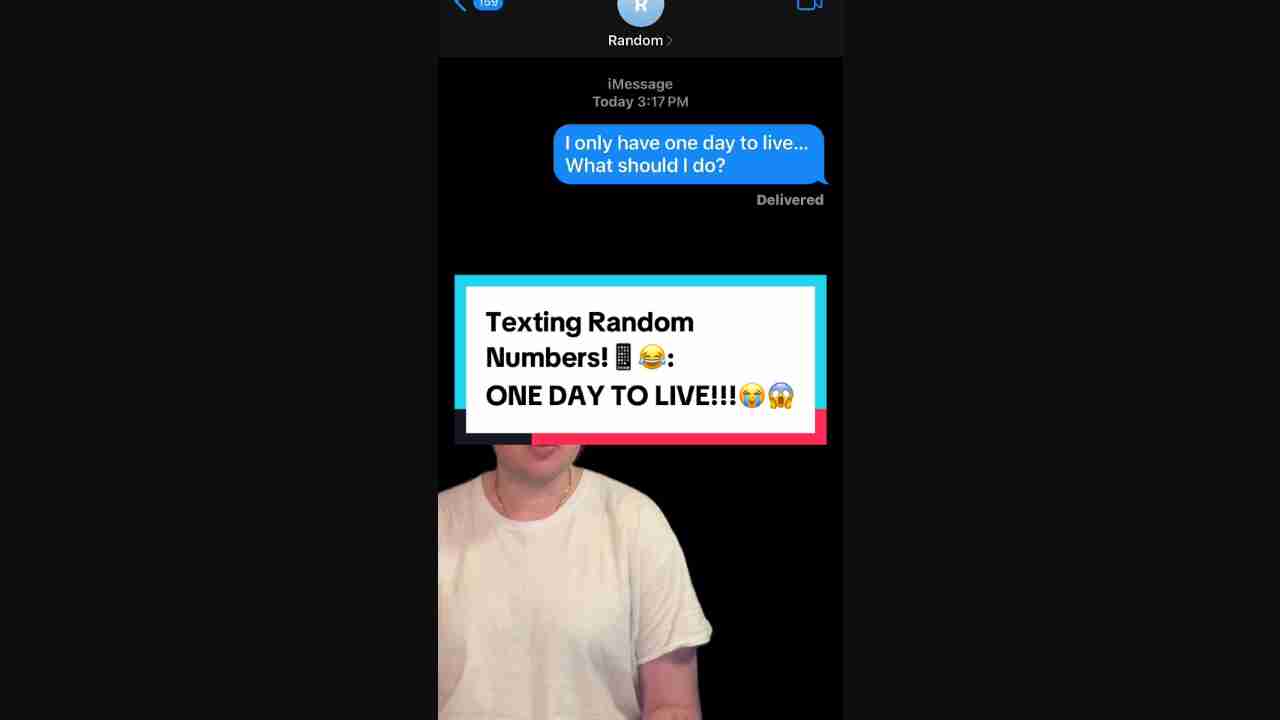 159
R
Random
iMessage
Today 3:17 PM
I only have one day to live...
What should I do?
Delivered
Texting Random
Numbers!📱😂:
ONE DAY TO LIVE!!!😭😱